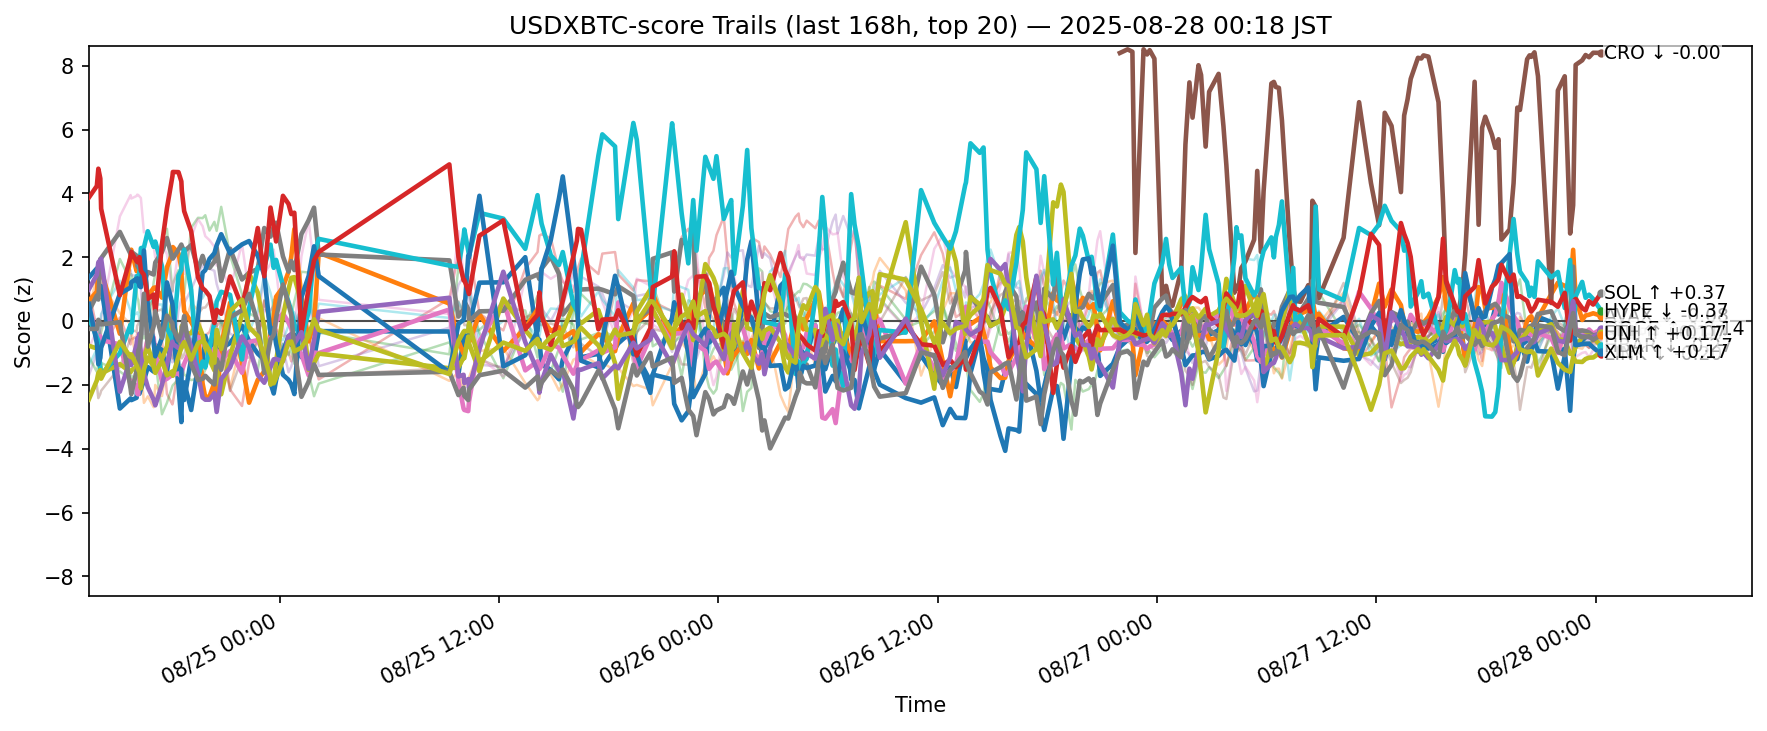 USDXBTC-score Trails (last 168h, top 20) — 2025-08-28 00:18 JST
Score (z)
8
6
4
2
0
−2
−4
−6
−8
CRO ↓ -0.00
SOL ↑ +0.37
HYPE ↓ -0.37
UNI ↑ +0.17
XLM ↑ +0.17
08/25 00:00
08/25 12:00
08/26 00:00
08/26 12:00
08/27 00:00
08/27 12:00
08/28 00:00
Time